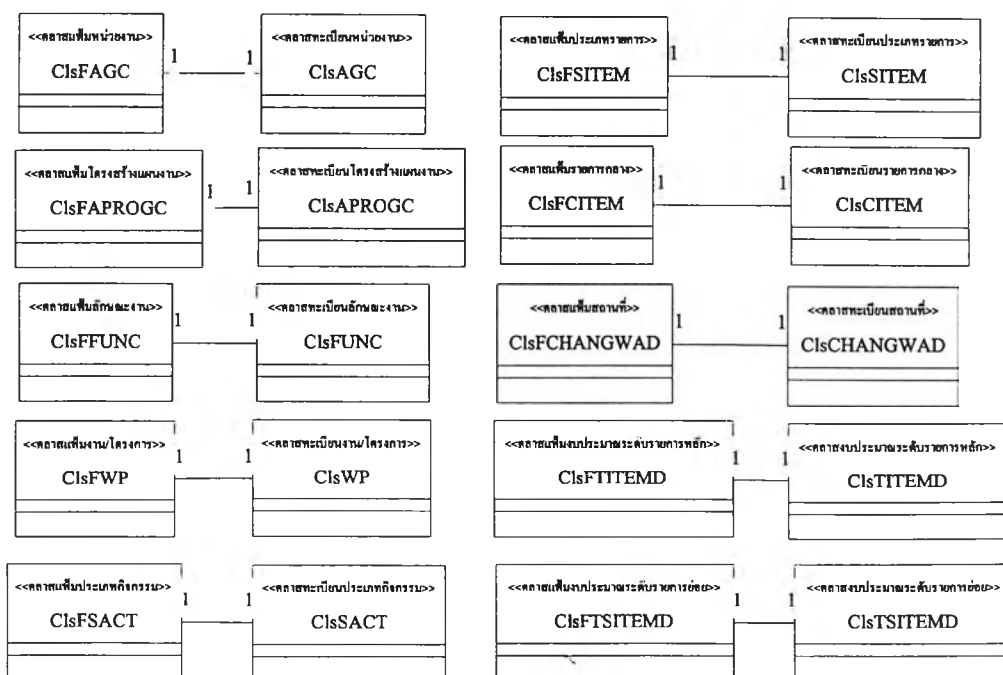 <<คลาสแฟ้มหน่วยงาน>>
ClsFAGC
1
1
<<คลาสทะเบียนหน่วยงาน>>
ClsAGC
<<คลาสแฟ้มประเภทรายการ>>
ClsFSITEM
1
1
<<คลาสทะเบียนประเภทรายการ>>
ClsSITEM
<<คลาสแฟ้มโครงสร้างแผนงาน>>
ClsFAPROGC
1
1
<<คลาสทะเบียนโครงสร้างแผนงาน>>
ClsAPROGC
<<คลาสแฟ้มรายการกลาง>>
ClsFCITEM
1
1
<<คลาสทะเบียนรายการกลาง>>
ClsCITEM
<<คลาสแฟ้มลักษณะงาน>>
ClsFFUNC
1
1
<<คลาสทะเบียนลักษณะงาน>>
ClsFUNC
<<คลาสแฟ้มสถานที่>>
ClsFCHANGWAD
1
1
<<คลาสทะเบียนสถานที่>>
ClsCHANGWAD
<<คลาสแฟ้มงาน/โครงการ>>
ClsFWP
1
1
<<คลาสทะเบียนงาน/โครงการ>>
ClsWP
<<คลาสแฟ้มงบประมาณระดับรายการหลัก>>
ClsFTITEMD
1
1
<<คลาสงบประมาณระดับรายการหลัก>>
ClsTITEMD
<<คลาสแฟ้มประเภทกิจกรรม>>
ClsFSACT
1
1
<<คลาสทะเบียนประเภทกิจกรรม>>
ClsSACT
<<คลาสแฟ้มงบประมาณระดับรายการย่อย>>
ClsFTSITEMD
1
1
<<คลาสงบประมาณระดับรายการย่อย>>
ClsTSITEMD